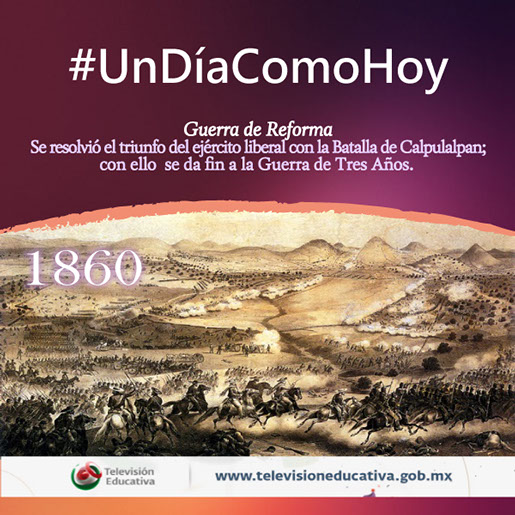 #UnDíaComoHoy
Guerra de Reforma
Se resolvió el triunfo del ejército liberal con la Batalla de Calpulalpan;
con ello se da fin a la Guerra de Tres Años.
1860
Televisión
Educativa
www.televisioneducativa.gob.mx